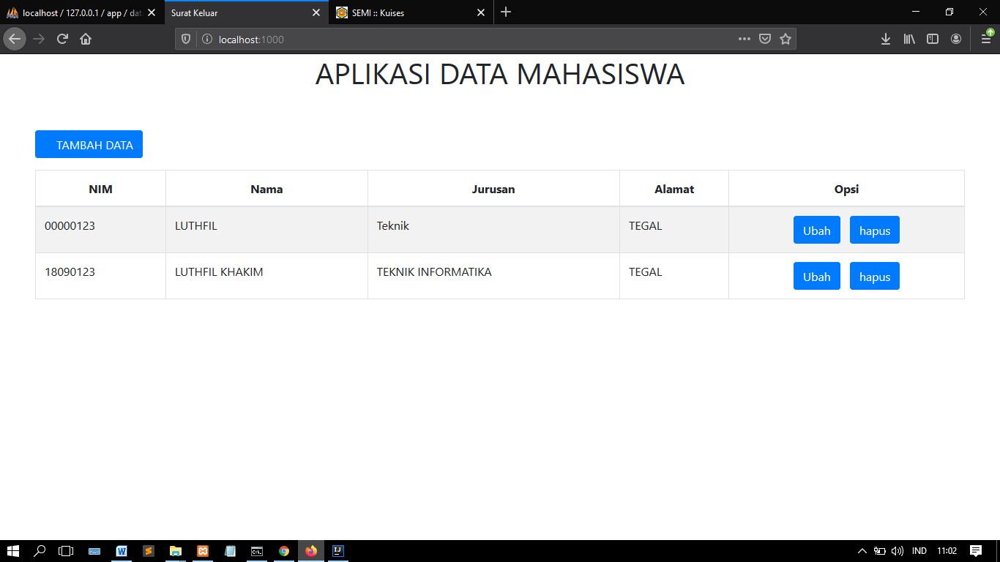 localhost / 127.0.0.1 / app / dat
Surat Keluar
SEMI :: Kuises
localhost:1000
APLIKASI DATA MAHASISWA
TAMBAH DATA
NIM Nama Jurusan Alamat Opsi
00000123 LUTHFIL Teknik TEGAL Ubah hapus
18090123 LUTHFIL KHAKIM TEKNIK INFORMATIKA TEGAL Ubah hapus
IND 11:02